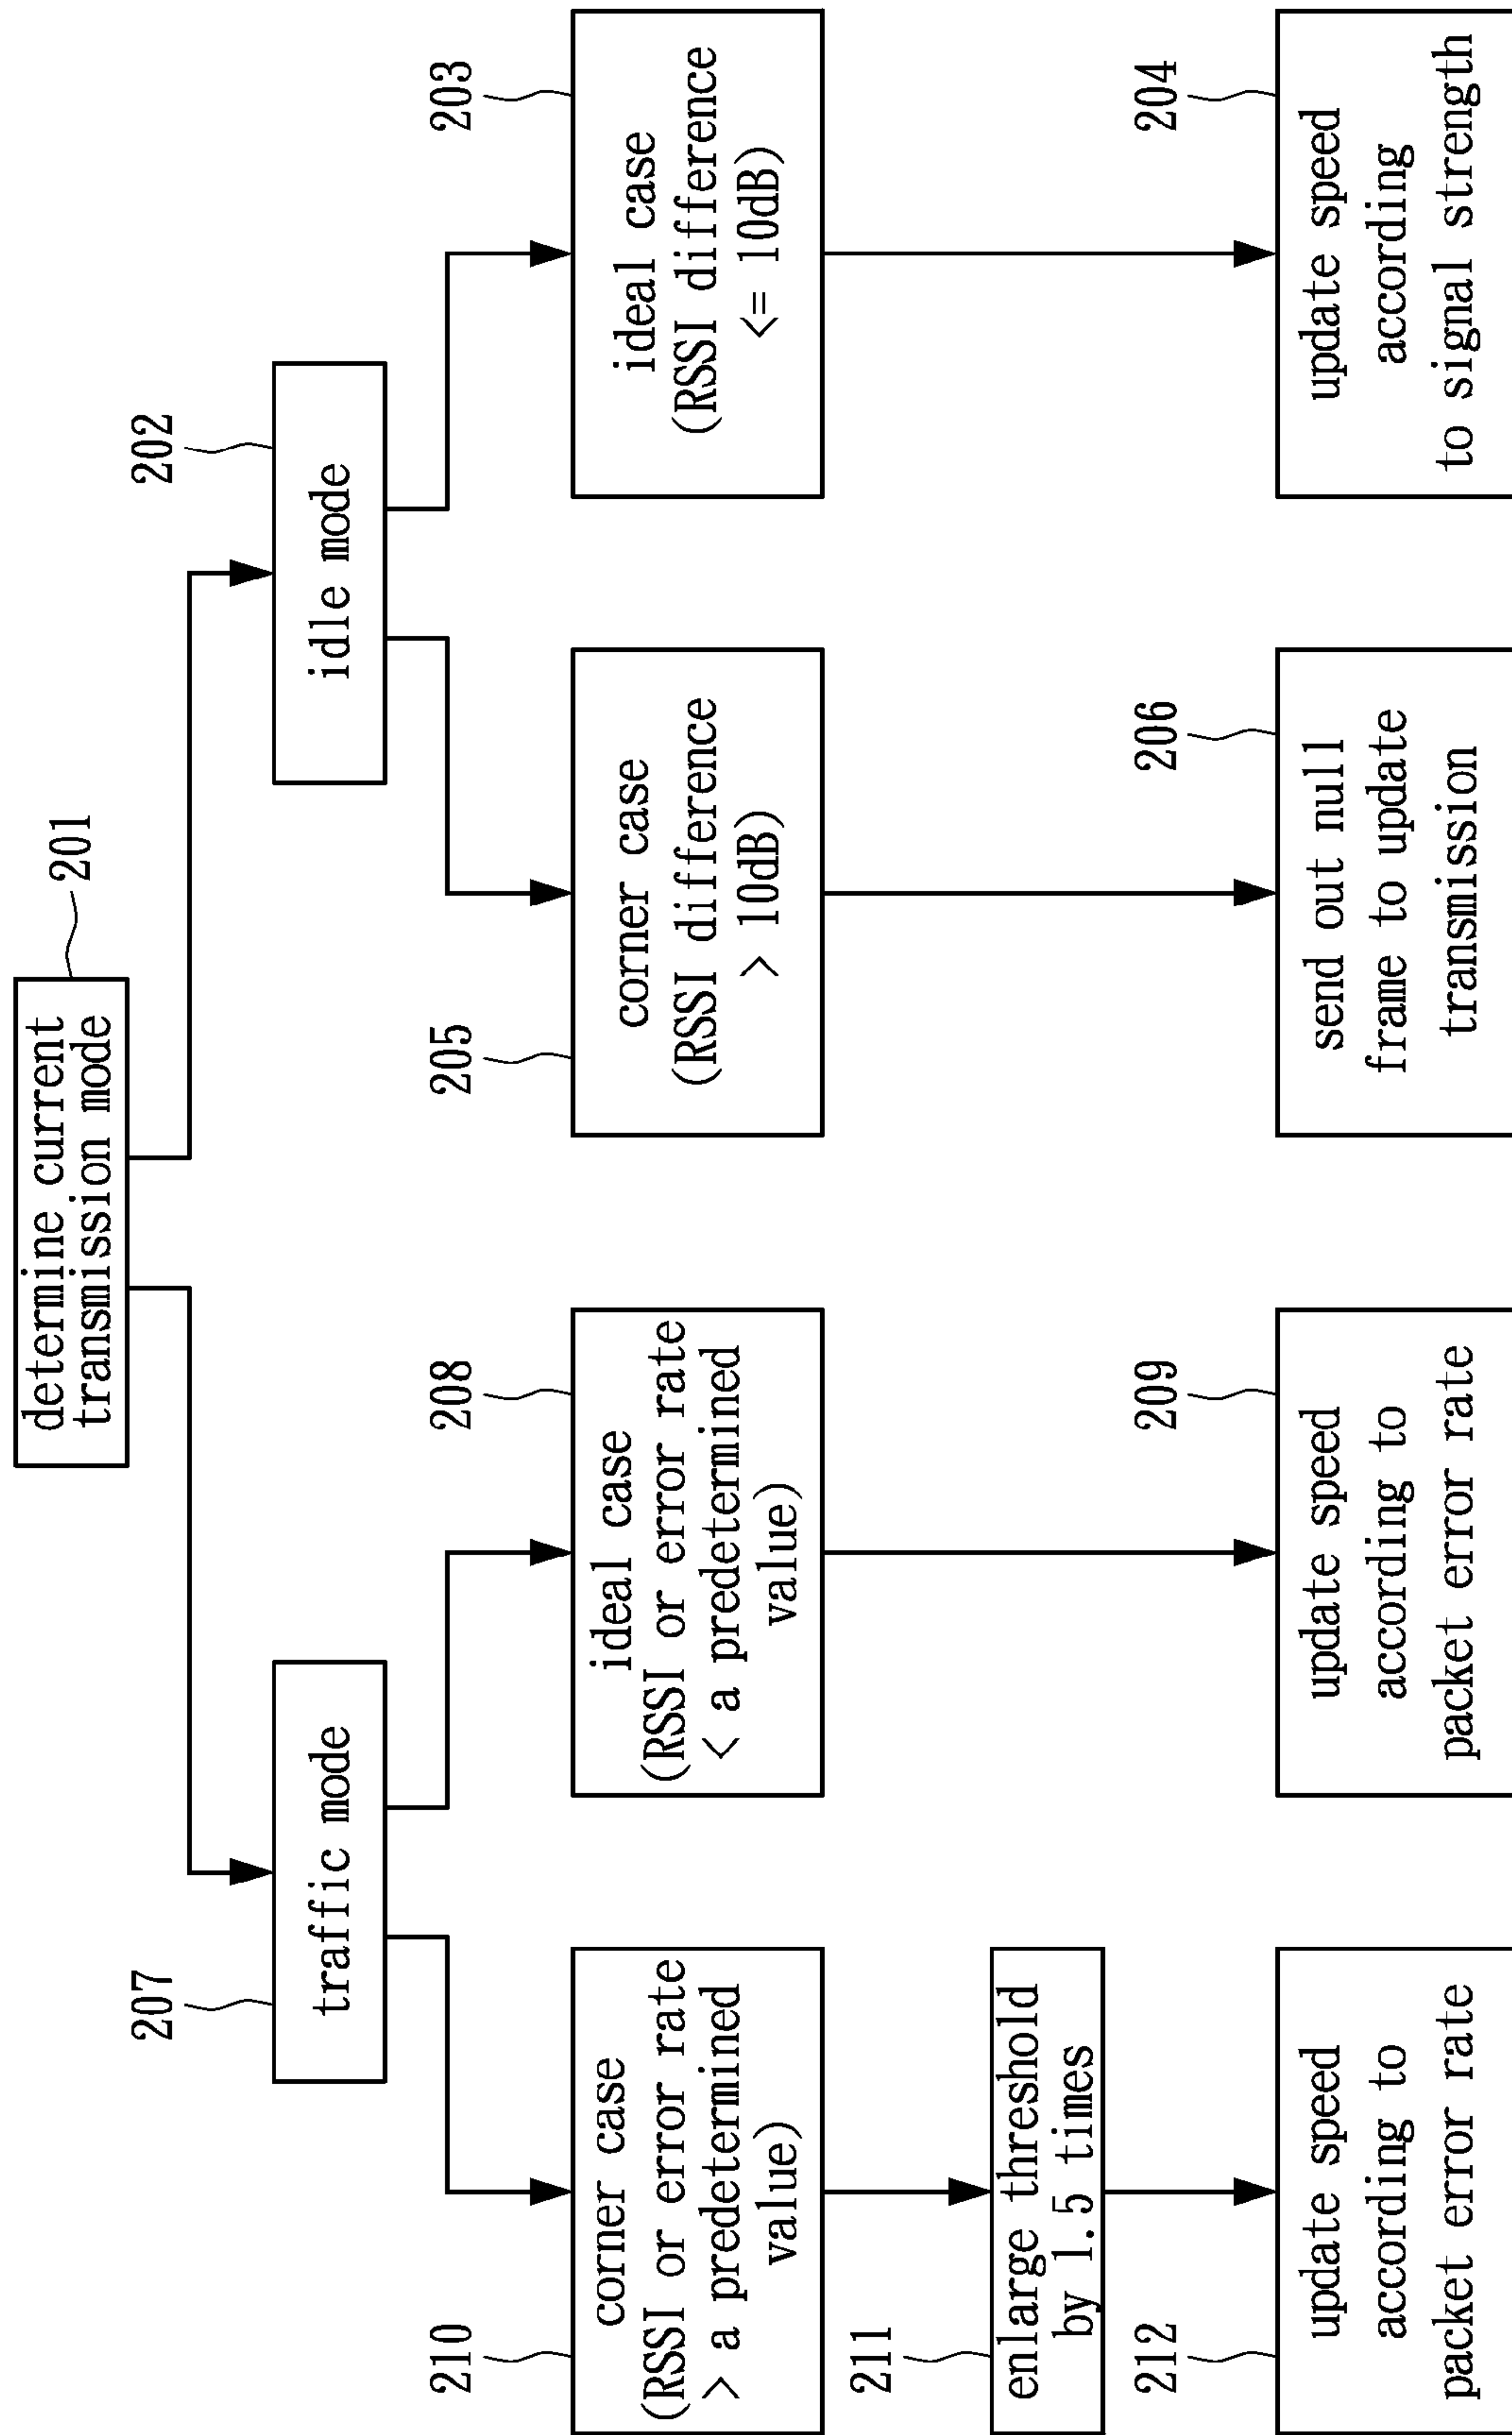 determine current
transmission mode
201
traffic mode
207
idle mode
202
corner case
(RSSI or error rate
> a predetermined
value)
210
ideal case
(RSSI or error rate
< a predetermined
value)
208
corner case
(RSSI difference
> 10dB)
205
ideal case
(RSSI difference
<= 10dB)
203
enlarge threshold
by 1.5 times
211
update speed
according to
packet error rate
212
update speed
according to
packet error rate
209
send out null
frame to update
transmission
206
update speed
according
to signal strength
204